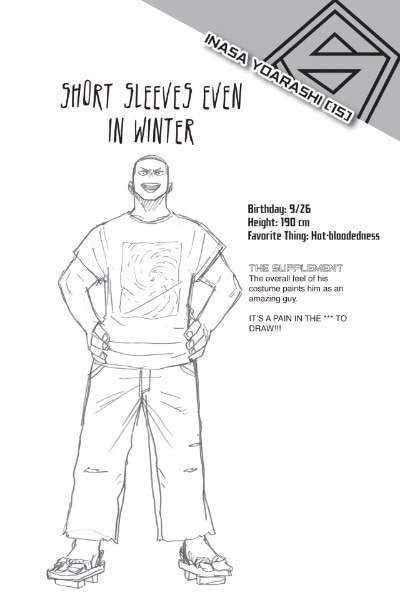 INASA YOARASHI [15]
SHORT SLEEVES EVEN
IN WINTER
Birthday: 9/26
Height: 190 cm
Favorite Thing: Hot-bloodedness
THE SUPPLEMENT
The overall feel of his
costume paints him as an
amazing guy.
IT'S A PAIN IN THE *** TO
DRAW!!!